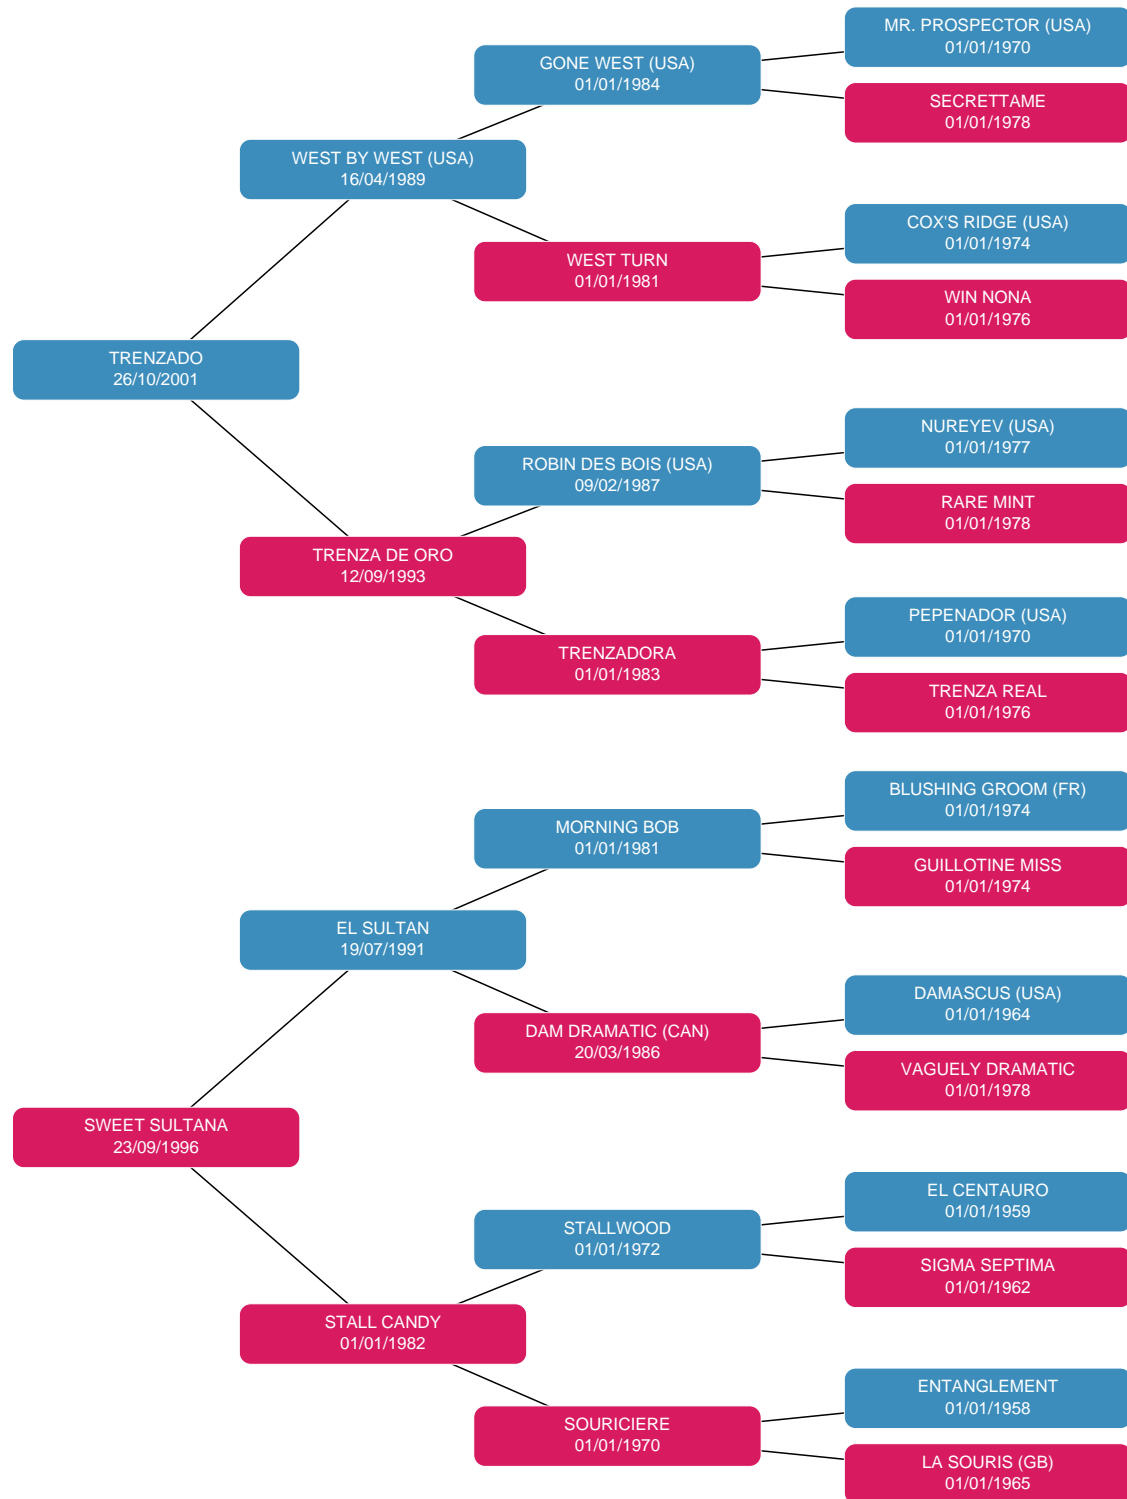 MR. PROSPECTOR (USA)
01/01/1970
GONE WEST (USA)
01/01/1984
SECRETTAME
01/01/1978
WEST BY WEST (USA)
16/04/1989
COX'S RIDGE (USA)
01/01/1974
WEST TURN
01/01/1981
WIN NONA
01/01/1976
TRENZADO
26/10/2001
NUREYEV (USA)
01/01/1977
ROBIN DES BOIS (USA)
09/02/1987
RARE MINT
01/01/1978
TRENZA DE ORO
12/09/1993
PEPENADOR (USA)
01/01/1970
TRENZADORA
01/01/1983
TRENZA REAL
01/01/1976
BLUSHING GROOM (FR)
01/01/1974
MORNING BOB
01/01/1981
GUILLOTINE MISS
01/01/1974
EL SULTAN
19/07/1991
DAMASCUS (USA)
01/01/1964
DAM DRAMATIC (CAN)
20/03/1986
VAGUELY DRAMATIC
01/01/1978
SWEET SULTANA
23/09/1996
EL CENTAURO
01/01/1959
STALLWOOD
01/01/1972
SIGMA SEPTIMA
01/01/1962
STALL CANDY
01/01/1982
ENTANGLEMENT
01/01/1958
SOURICIERE
01/01/1970
LA SOURIS (GB)
01/01/1965